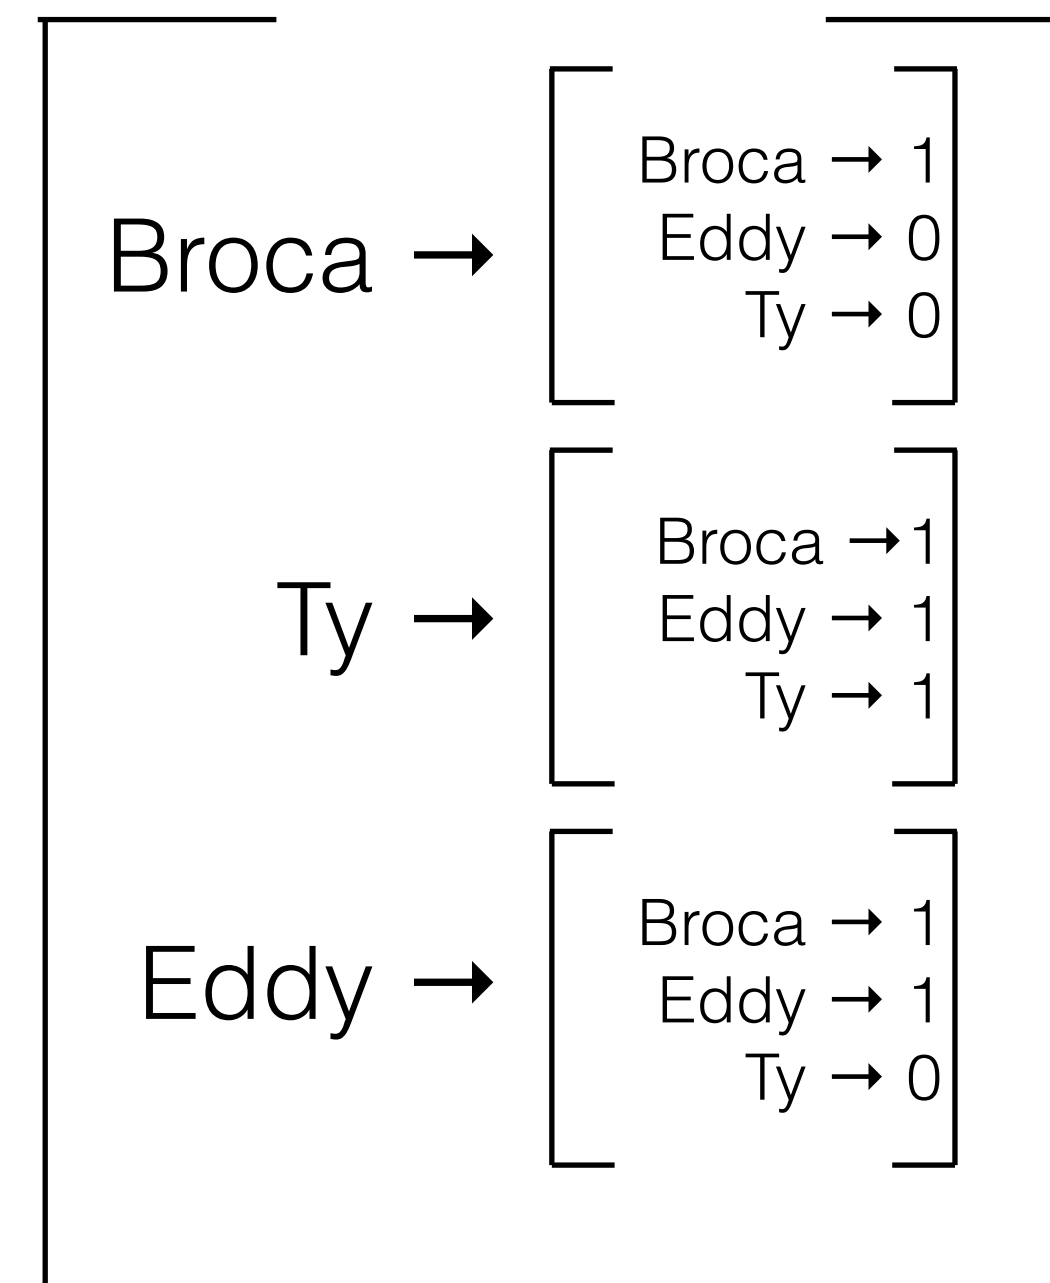 Broca → 1
Eddy → 0
Ty → 0
Broca →
Broca → 1
Eddy → 1
Ty → 1
Ty →
Broca → 1
Eddy → 1
Ty → 0
Eddy →